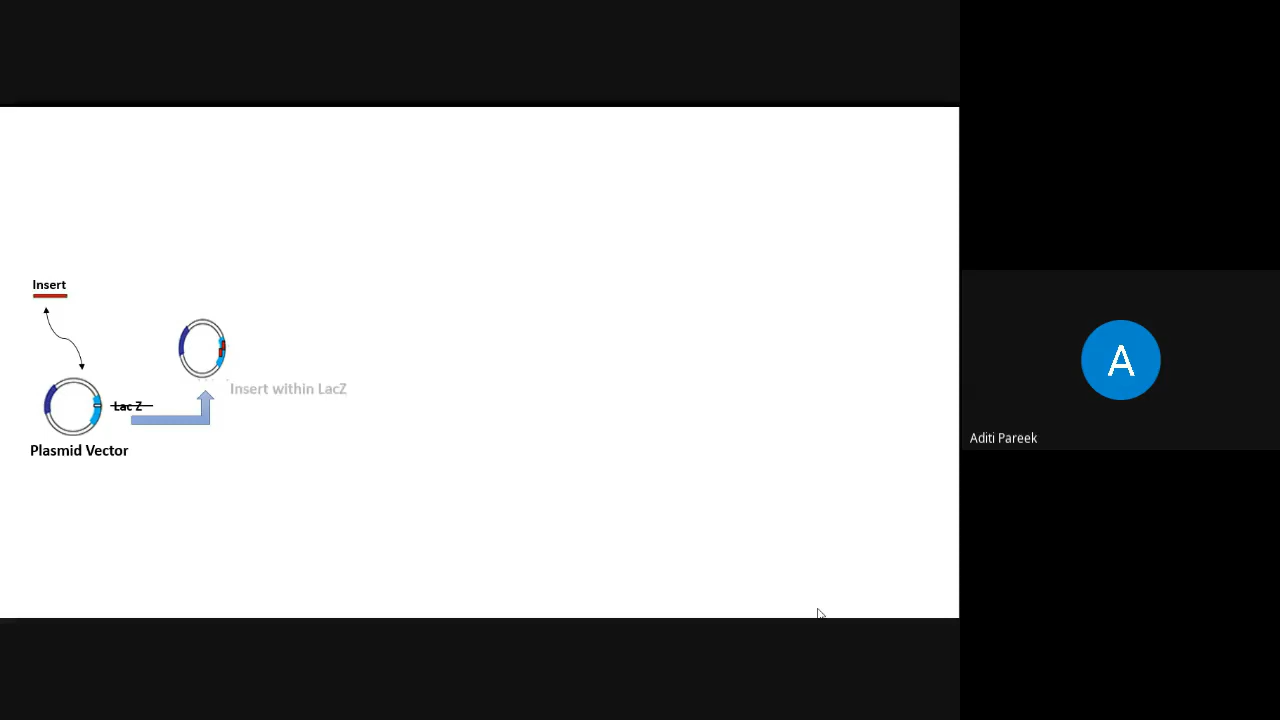 Insert
Insert within LacZ
Lac Z
Plasmid Vector
A
Aditi Pareek